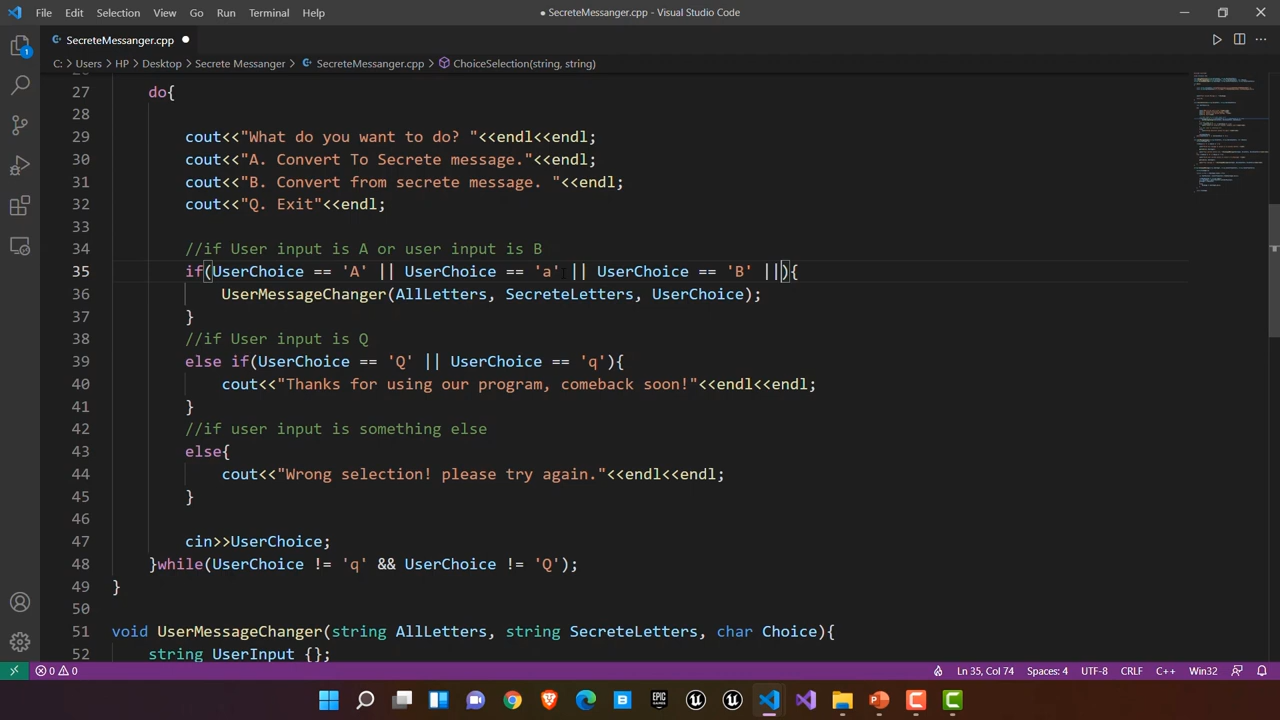 File Edit Selection View Go Run Terminal Help
● SecreteMessanger.cpp - Visual Studio Code
SecreteMessanger.cpp ●
C: > Users > HP > Desktop > Secrete Messanger > SecreteMessanger.cpp > ChoiceSelection(string, string)
27 do{
28
29 cout<<"What do you want to do? "<<endl<<endl;
30 cout<<"A. Convert To Secrete message."<<endl;
31 cout<<"B. Convert from secrete message. "<<endl;
32 cout<<"Q. Exit"<<endl;
33
34 //if User input is A or user input is B
35 if(UserChoice == 'A' || UserChoice == 'a' || UserChoice == 'B' ||){
36 UserMessageChanger(AllLetters, SecreteLetters, UserChoice);
37 }
38 //if User input is Q
39 else if(UserChoice == 'Q' || UserChoice == 'q'){
40 cout<<"Thanks for using our program, comeback soon!"<<endl<<endl;
41 }
42 //if user input is something else
43 else{
44 cout<<"Wrong selection! please try again."<<endl<<endl;
45 }
46
47 cin>>UserChoice;
48 }while(UserChoice != 'q' && UserChoice != 'Q');
49 }
50
51 void UserMessageChanger(string AllLetters, string SecreteLetters, char Choice){
52 string UserInput {};
0 0 Ln 35, Col 74 Spaces: 4 UTF-8 CRLF C++ Win32